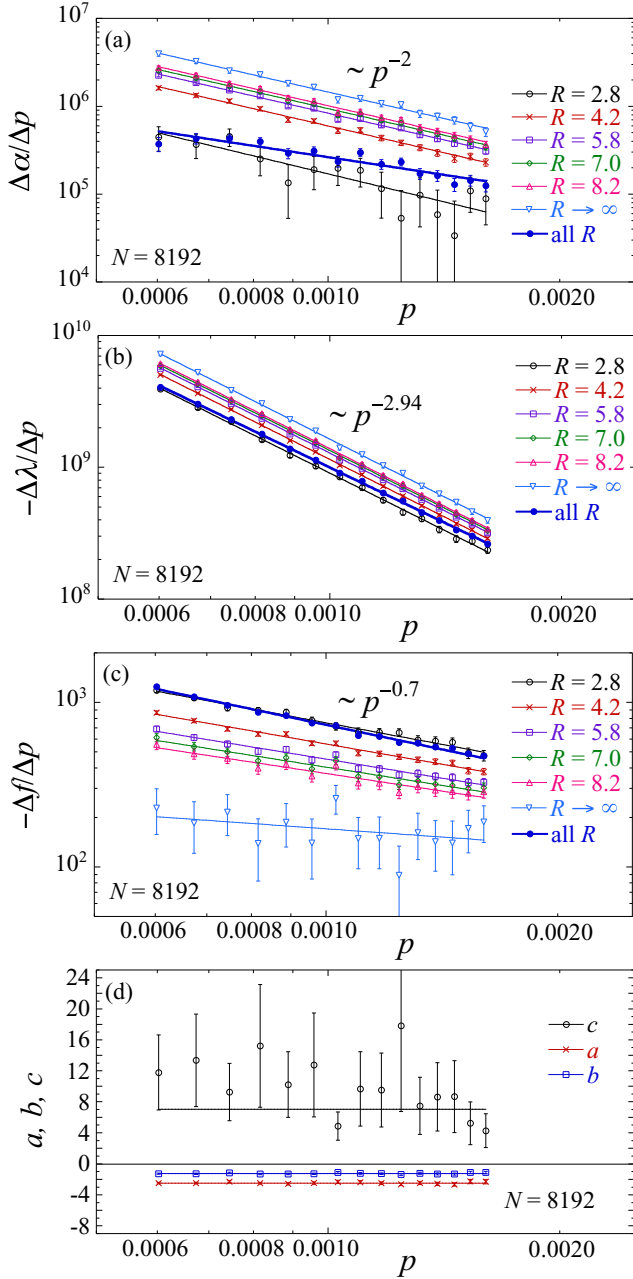 (a)
10^7
10^6
10^5
10^4
Δα/Δp
~ p^-2
R = 2.8
R = 4.2
R = 5.8
R = 7.0
R = 8.2
R → ∞
all R
N = 8192
0.0006 0.0008 0.0010 0.0020
p
(b)
10^10
10^9
10^8
-Δλ/Δp
~ p^-2.94
R = 2.8
R = 4.2
R = 5.8
R = 7.0
R = 8.2
R → ∞
all R
N = 8192
0.0006 0.0008 0.0010 0.0020
p
(c)
10^3
10^2
-Δf/Δp
~ p^-0.7
R = 2.8
R = 4.2
R = 5.8
R = 7.0
R = 8.2
R → ∞
all R
N = 8192
0.0006 0.0008 0.0010 0.0020
p
(d)
24
20
16
12
8
4
0
-4
-8
a, b, c
c
a
b
N = 8192
0.0006 0.0008 0.0010 0.0020
p